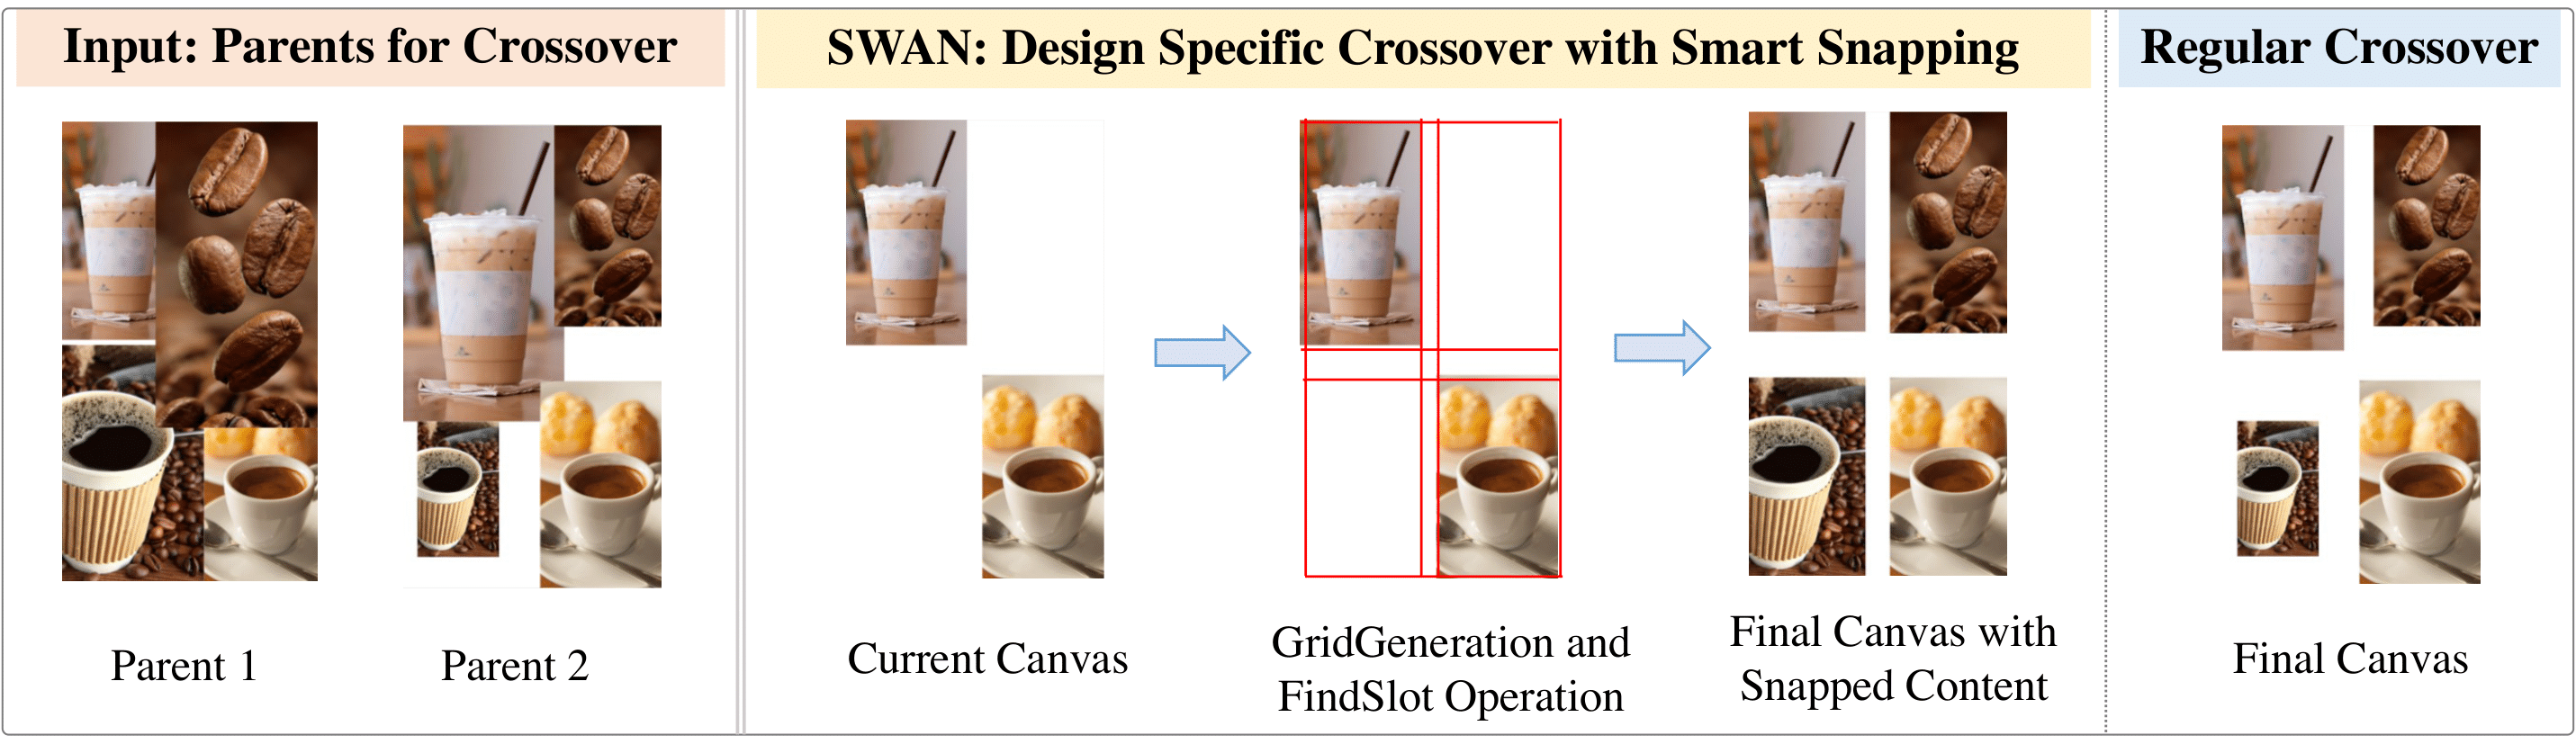 Input: Parents for Crossover
SWAN: Design Specific Crossover with Smart Snapping
Regular Crossover
Parent 1
Parent 2
Current Canvas
GridGeneration and
FindSlot Operation
Final Canvas with
Snapped Content
Final Canvas